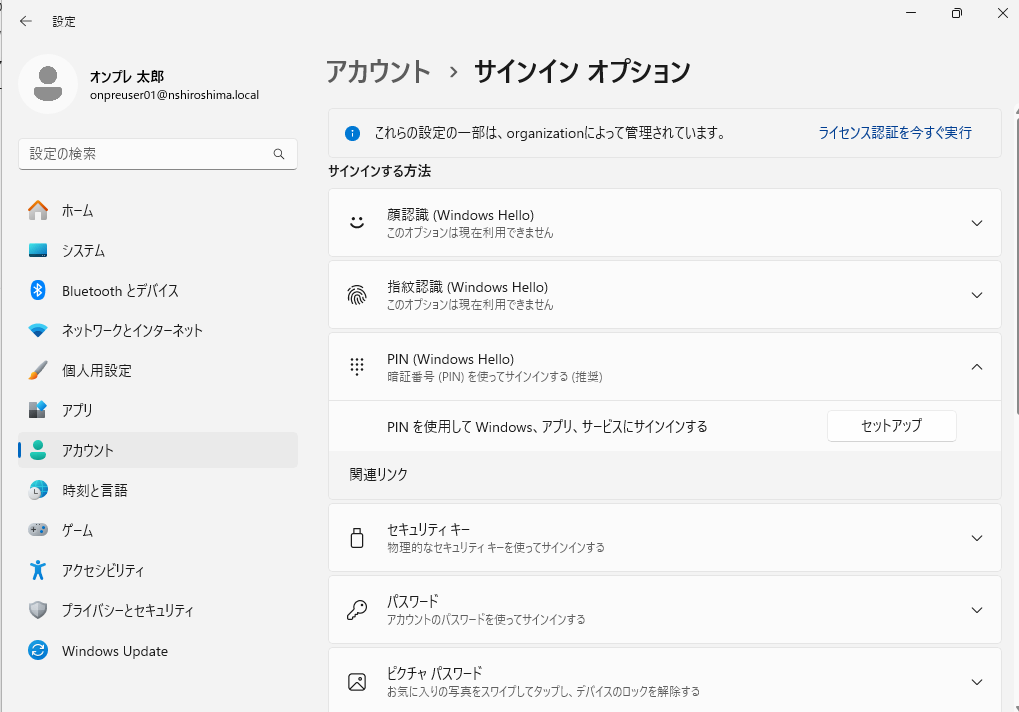 設定
オンプレ 太郎
onpreuser01@nshiroshima.local
設定の検索
ホーム
システム
Bluetooth とデバイス
ネットワークとインターネット
個人用設定
アプリ
アカウント
時刻と言語
ゲーム
アクセシビリティ
プライバシーとセキュリティ
Windows Update
アカウント › サインイン オプション
これらの設定の一部は、organizationによって管理されています。 ライセンス認証を今すぐ実行
サインインする方法
顔認識 (Windows Hello)
このオプションは現在利用できません
指紋認識 (Windows Hello)
このオプションは現在利用できません
PIN (Windows Hello)
暗証番号 (PIN) を使ってサインインする (推奨)
PIN を使用して Windows、アプリ、サービスにサインインする セットアップ
関連リンク
セキュリティ キー
物理的なセキュリティ キーを使ってサインインする
パスワード
アカウントのパスワードを使ってサインインする
ピクチャ パスワード
お気に入りの写真をスワイプしてタップし、デバイスのロックを解除する